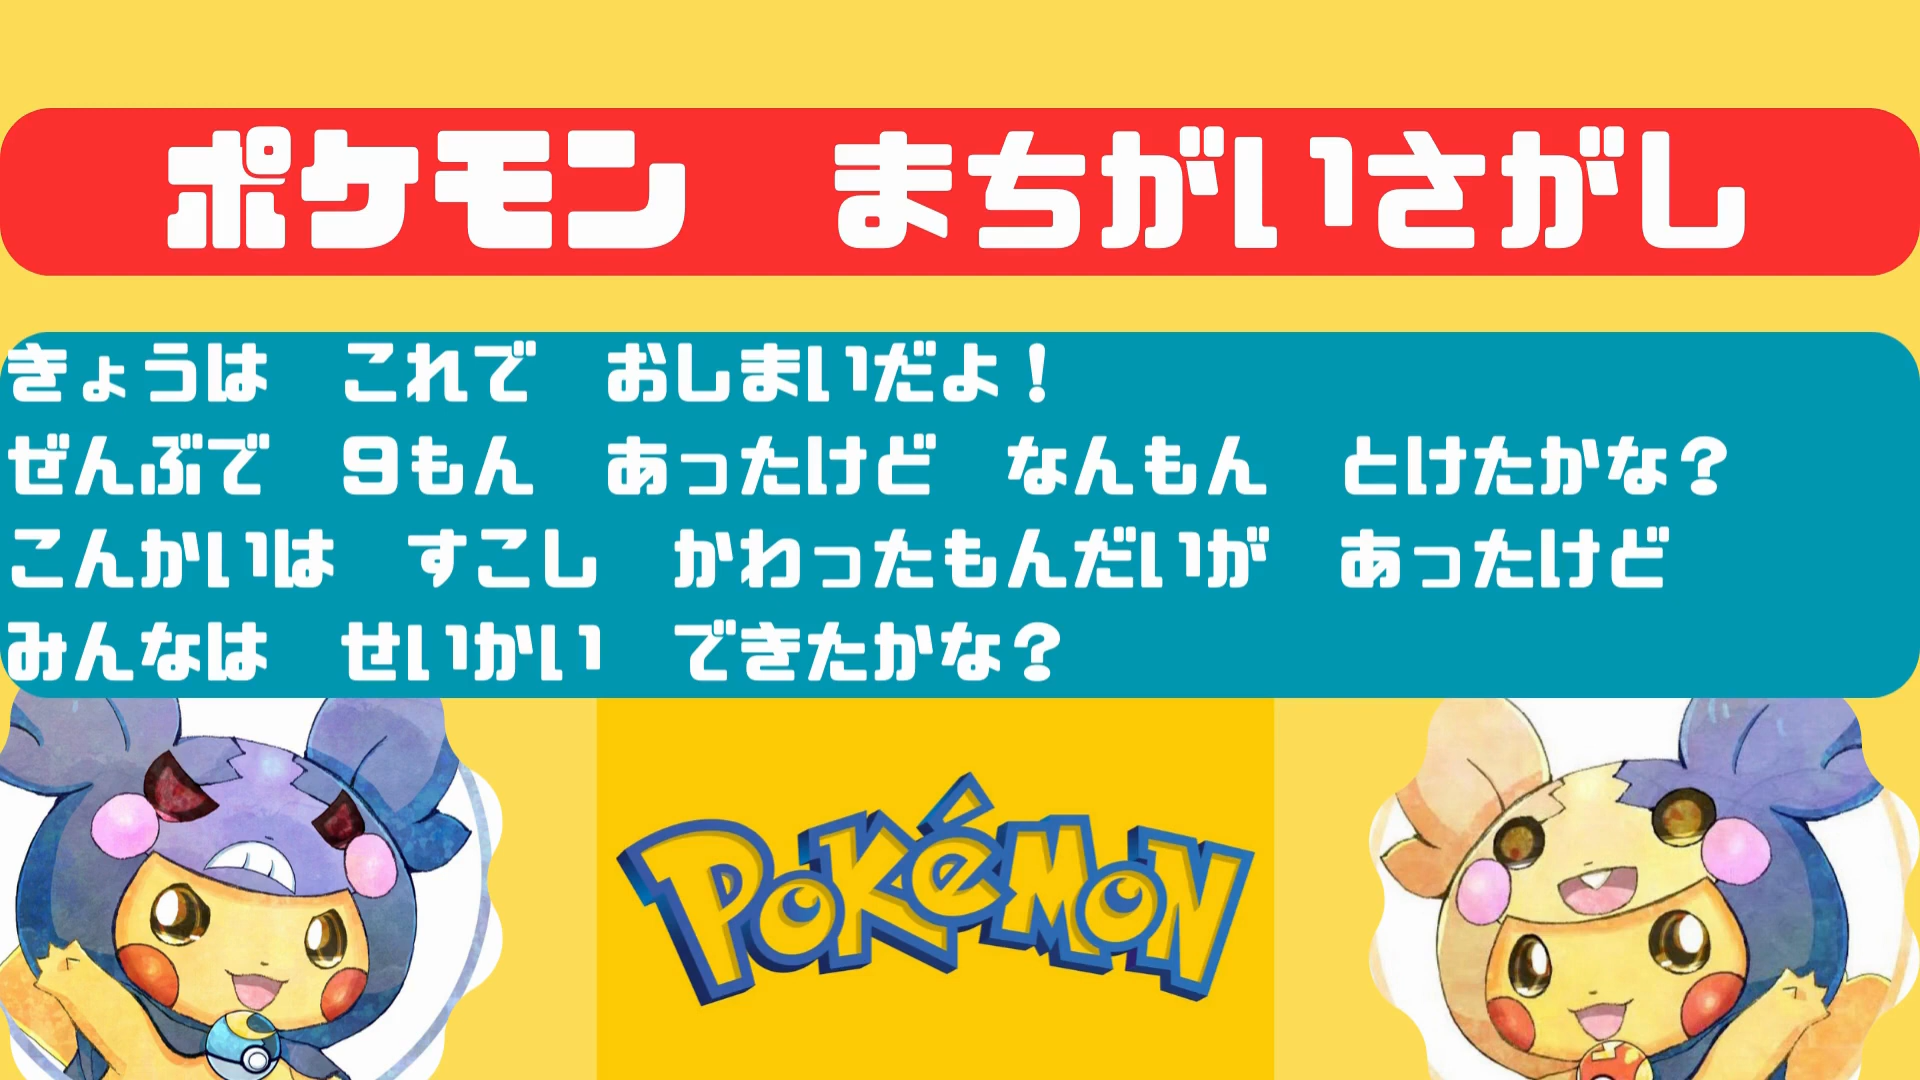 ポケモン　まちがいさがし
きょうは　これで　おしまいだよ！
ぜんぶで　９もん　あったけど　なんもん　とけたかな？
こんかいは　すこし　かわったもんだいが　あったけど
みんなは　せいかい　できたかな？
POKéMON